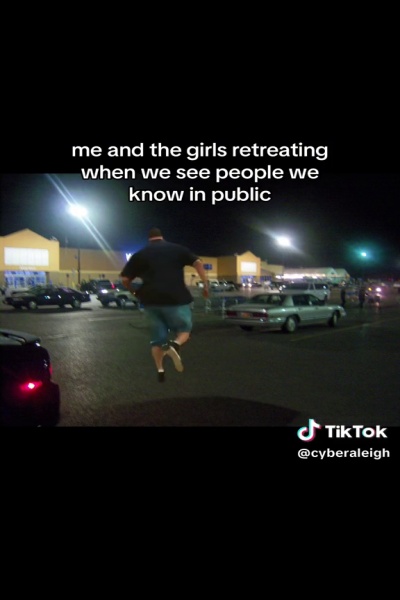 me and the girls retreating
when we see people we
know in public
TikTok
@cyberaleigh